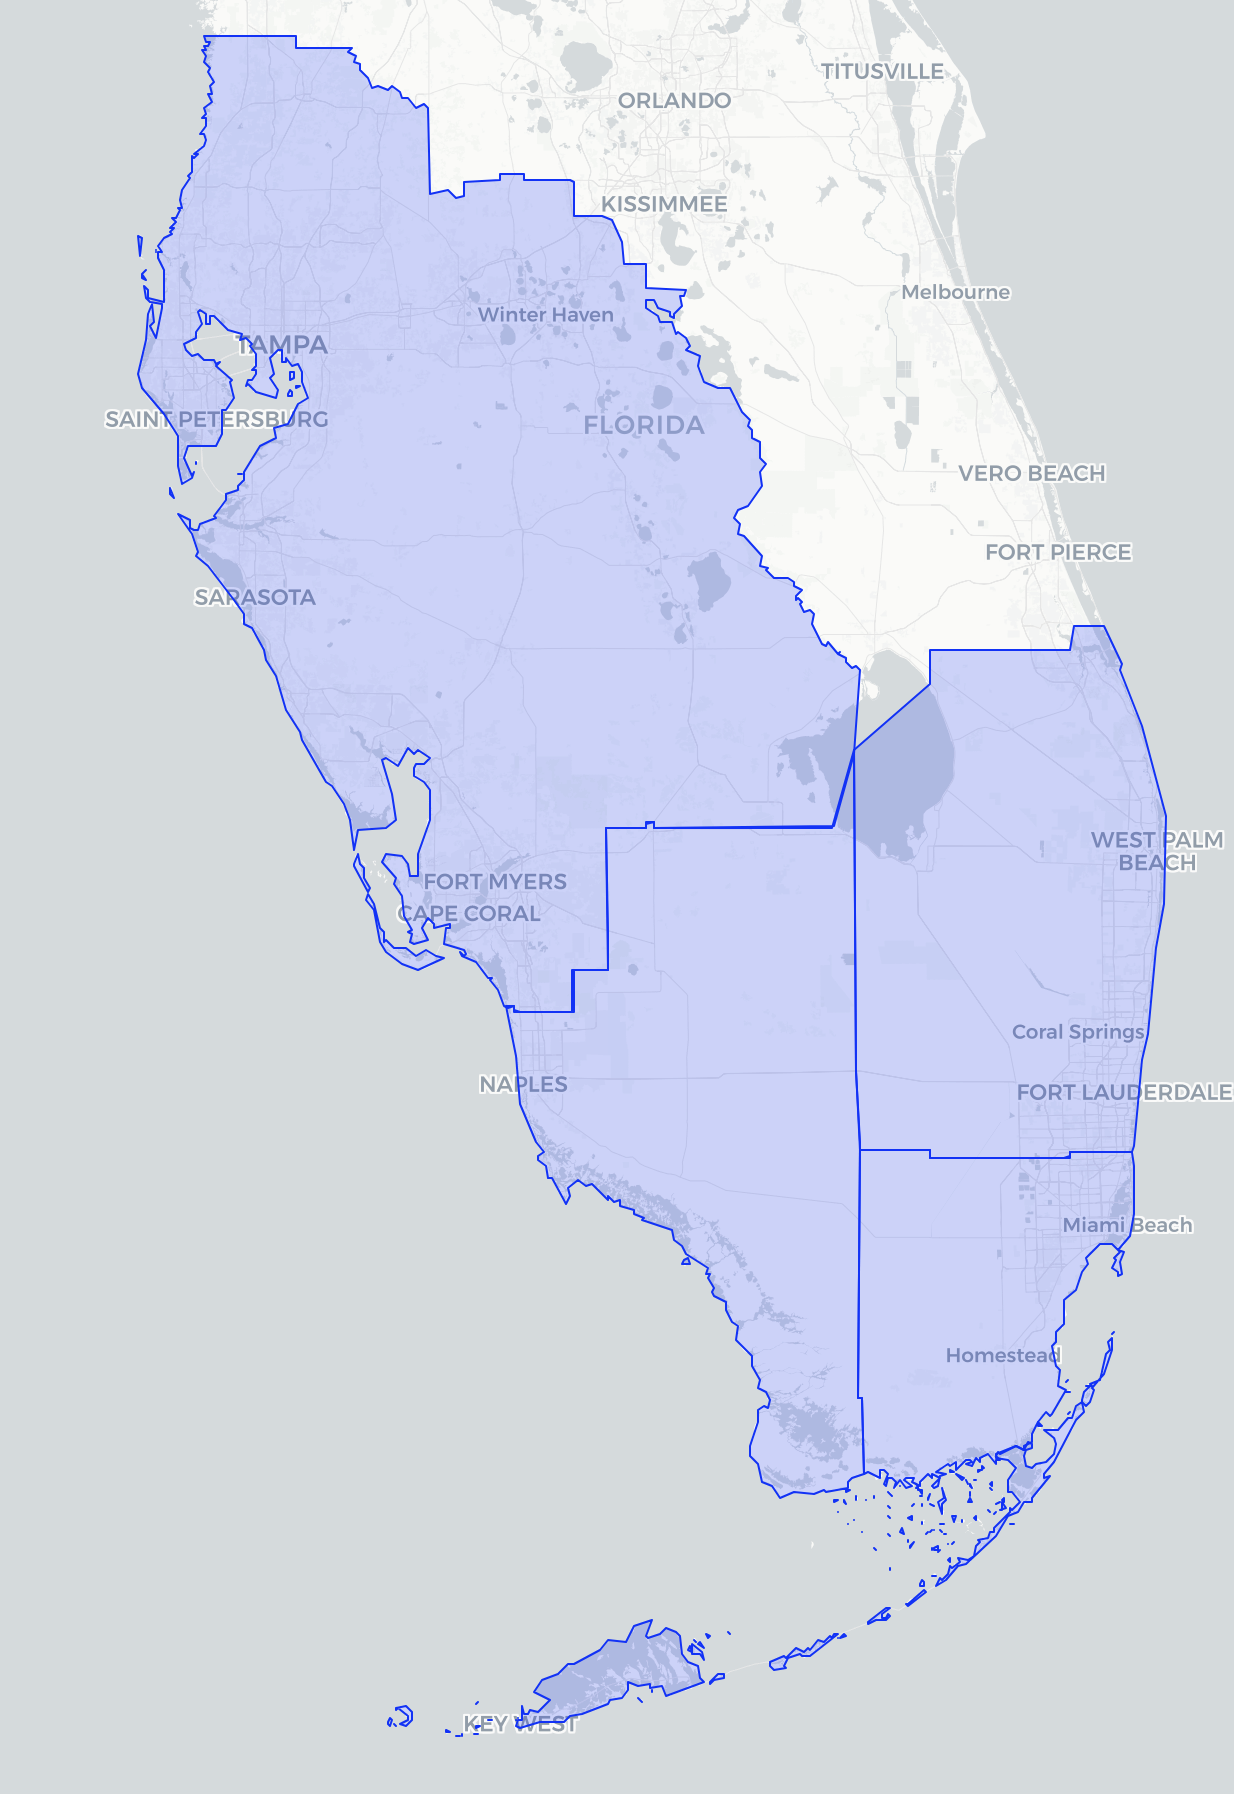 TITUSVILLE
ORLANDO
KISSIMMEE
Melbourne
Winter Haven
TAMPA
SAINT PETERSBURG
FLORIDA
VERO BEACH
FORT PIERCE
SARASOTA
WEST PALM
BEACH
FORT MYERS
CAPE CORAL
Coral Springs
NAPLES
FORT LAUDERDALE
Miami Beach
Homestead
KEY WEST